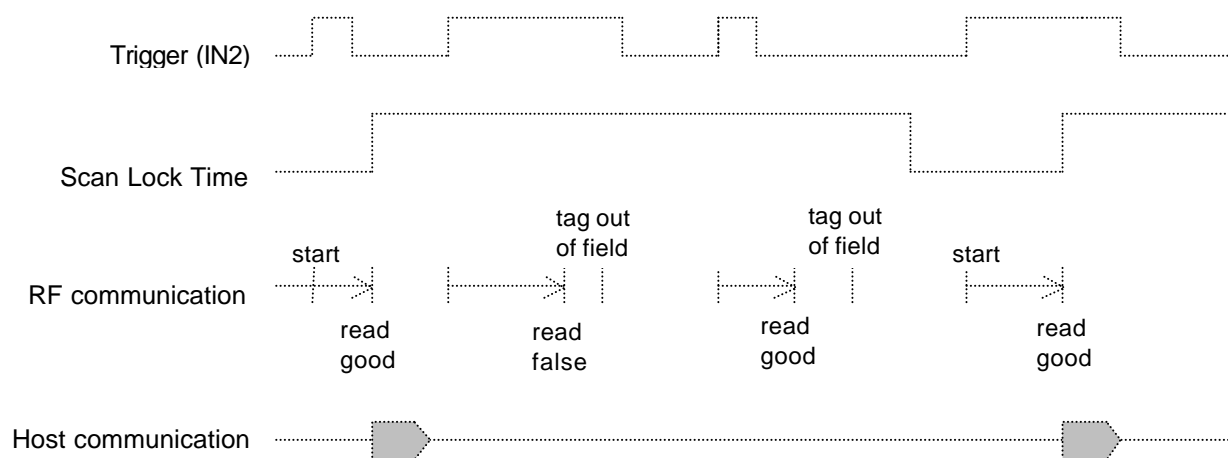 Trigger (IN2)
Scan Lock Time
tag out
of field
tag out
of field
start
start
RF communication
read
good
read
false
read
good
read
good
Host communication